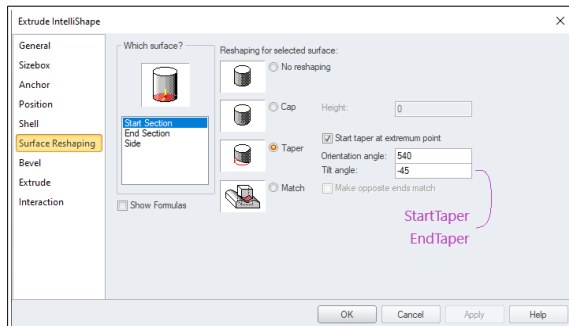 Extrude IntelliShape
General
Sizebox
Anchor
Position
Shell
Surface Reshaping
Bevel
Extrude
Interaction
Which surface?
Start Section
End Section
Side
Show Formulas
Reshaping for selected surface:
No reshaping
Cap
Height: 0
Taper
Start taper at extremum point
Orientation angle: 540
Tilt angle: -45
Match
Make opposite ends match
StartTaper
EndTaper
OK Cancel Apply Help